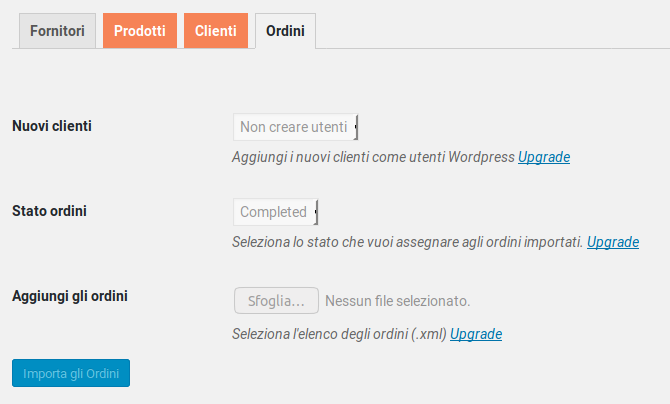 Fornitori Prodotti Clienti Ordini
Nuovi clienti Non creare utenti
Aggiungi i nuovi clienti come utenti Wordpress Upgrade
Stato ordini Completed
Seleziona lo stato che vuoi assegnare agli ordini importati. Upgrade
Aggiungi gli ordini Sfoglia... Nessun file selezionato.
Seleziona l'elenco degli ordini (.xml) Upgrade
Importa gli Ordini